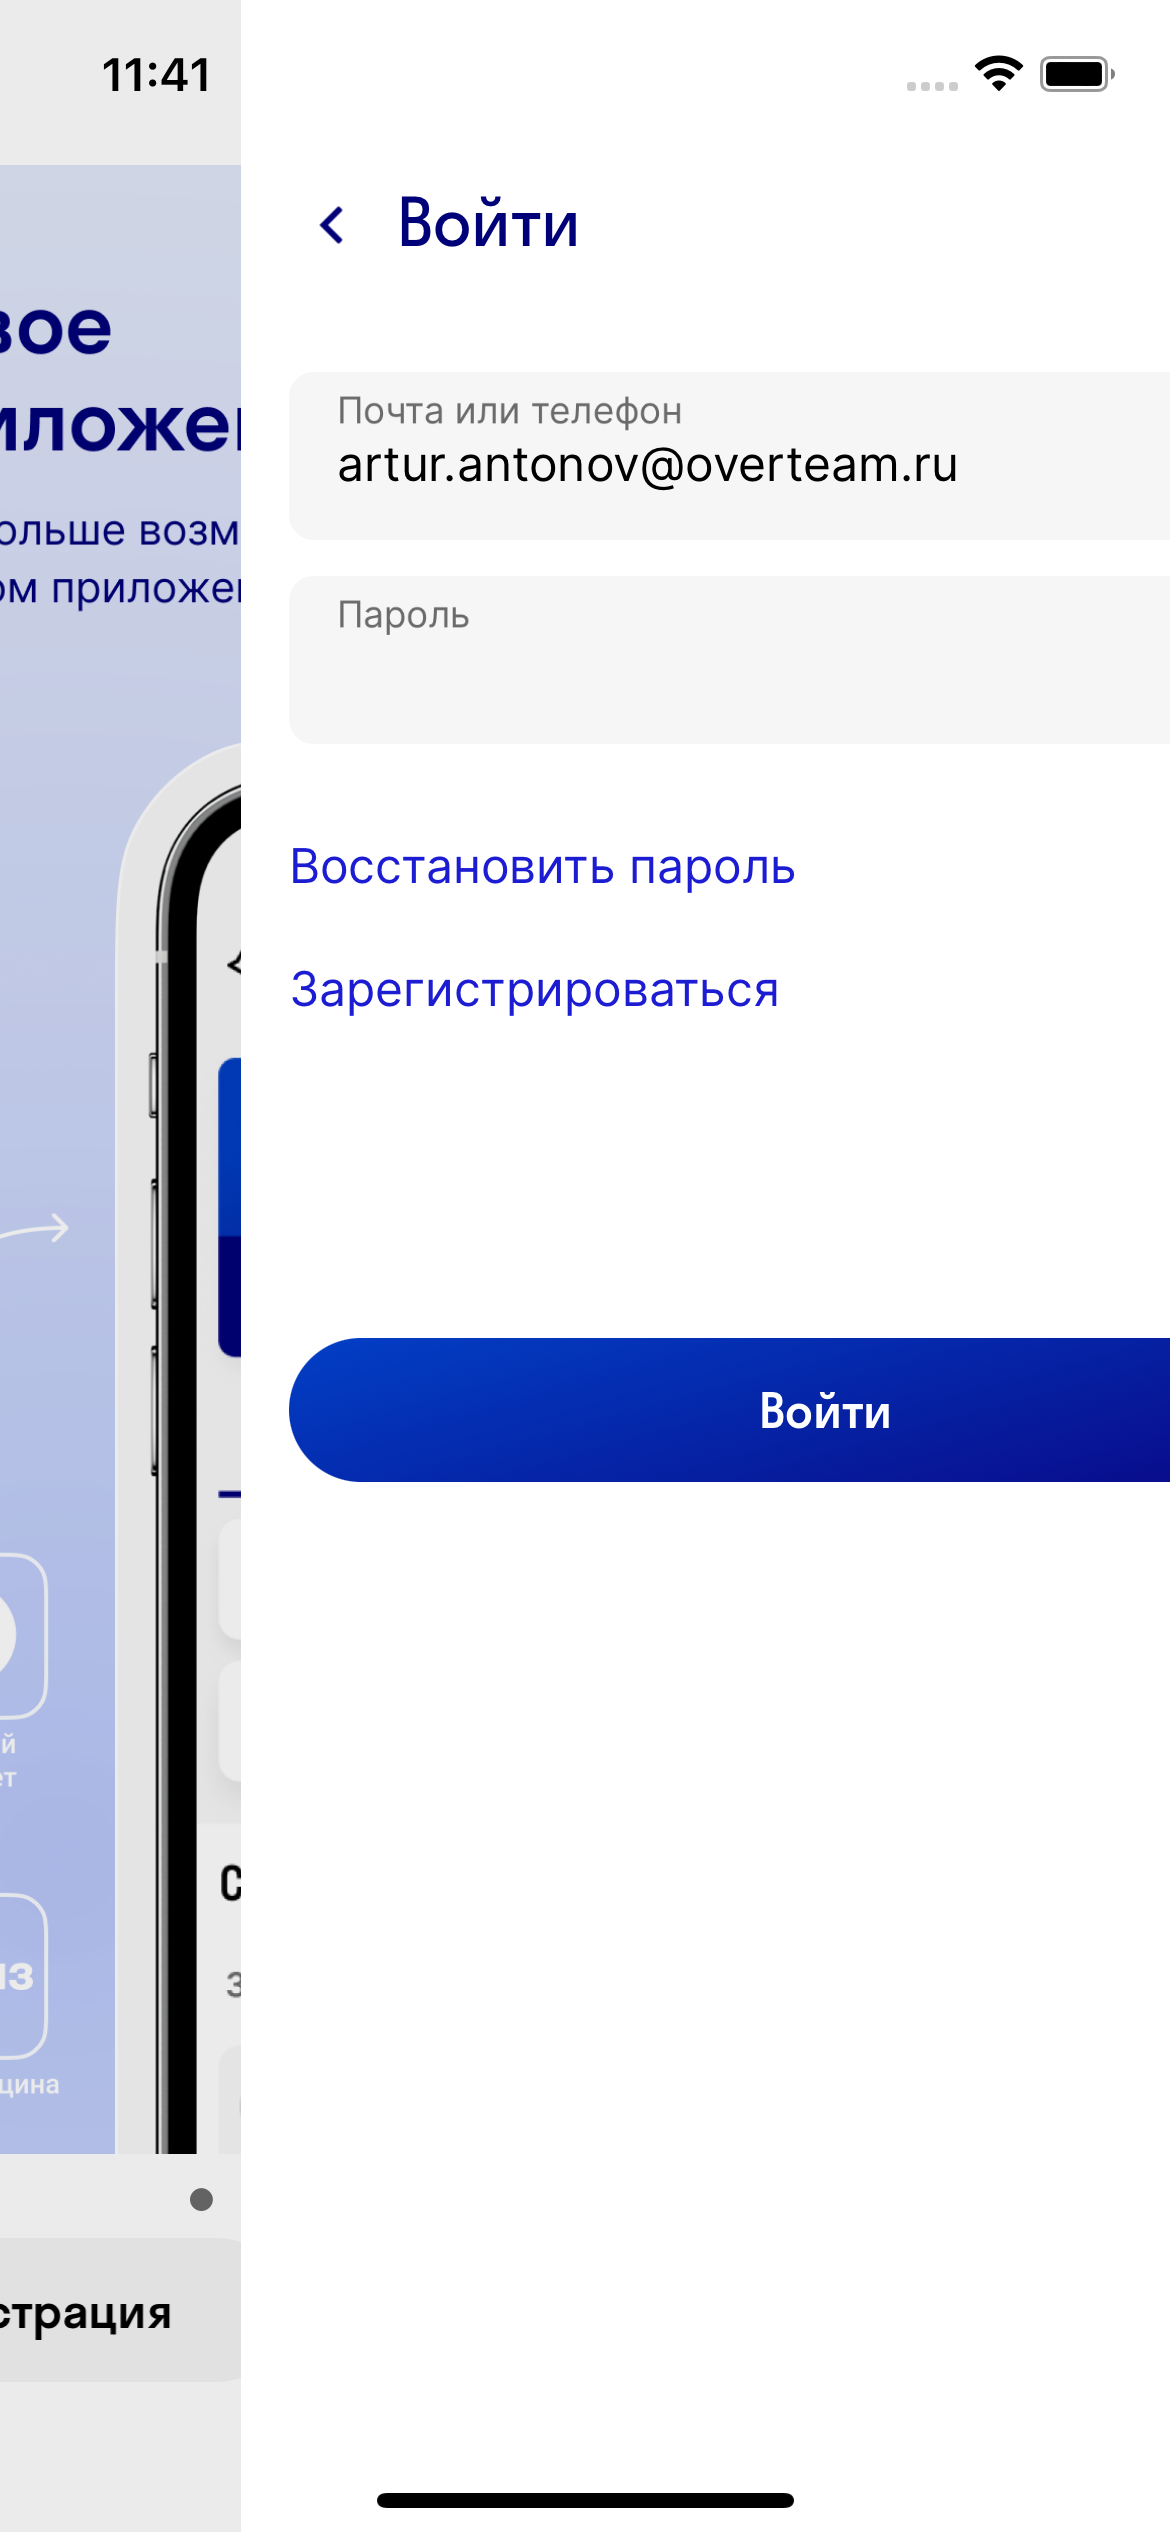 11:41
Войти
вое
иложе
ольше возм
ом приложе
Почта или телефон
artur.antonov@overteam.ru
Пароль
Восстановить пароль
Зарегистрироваться
Войти
й
ет
С
З
из
цина
страция